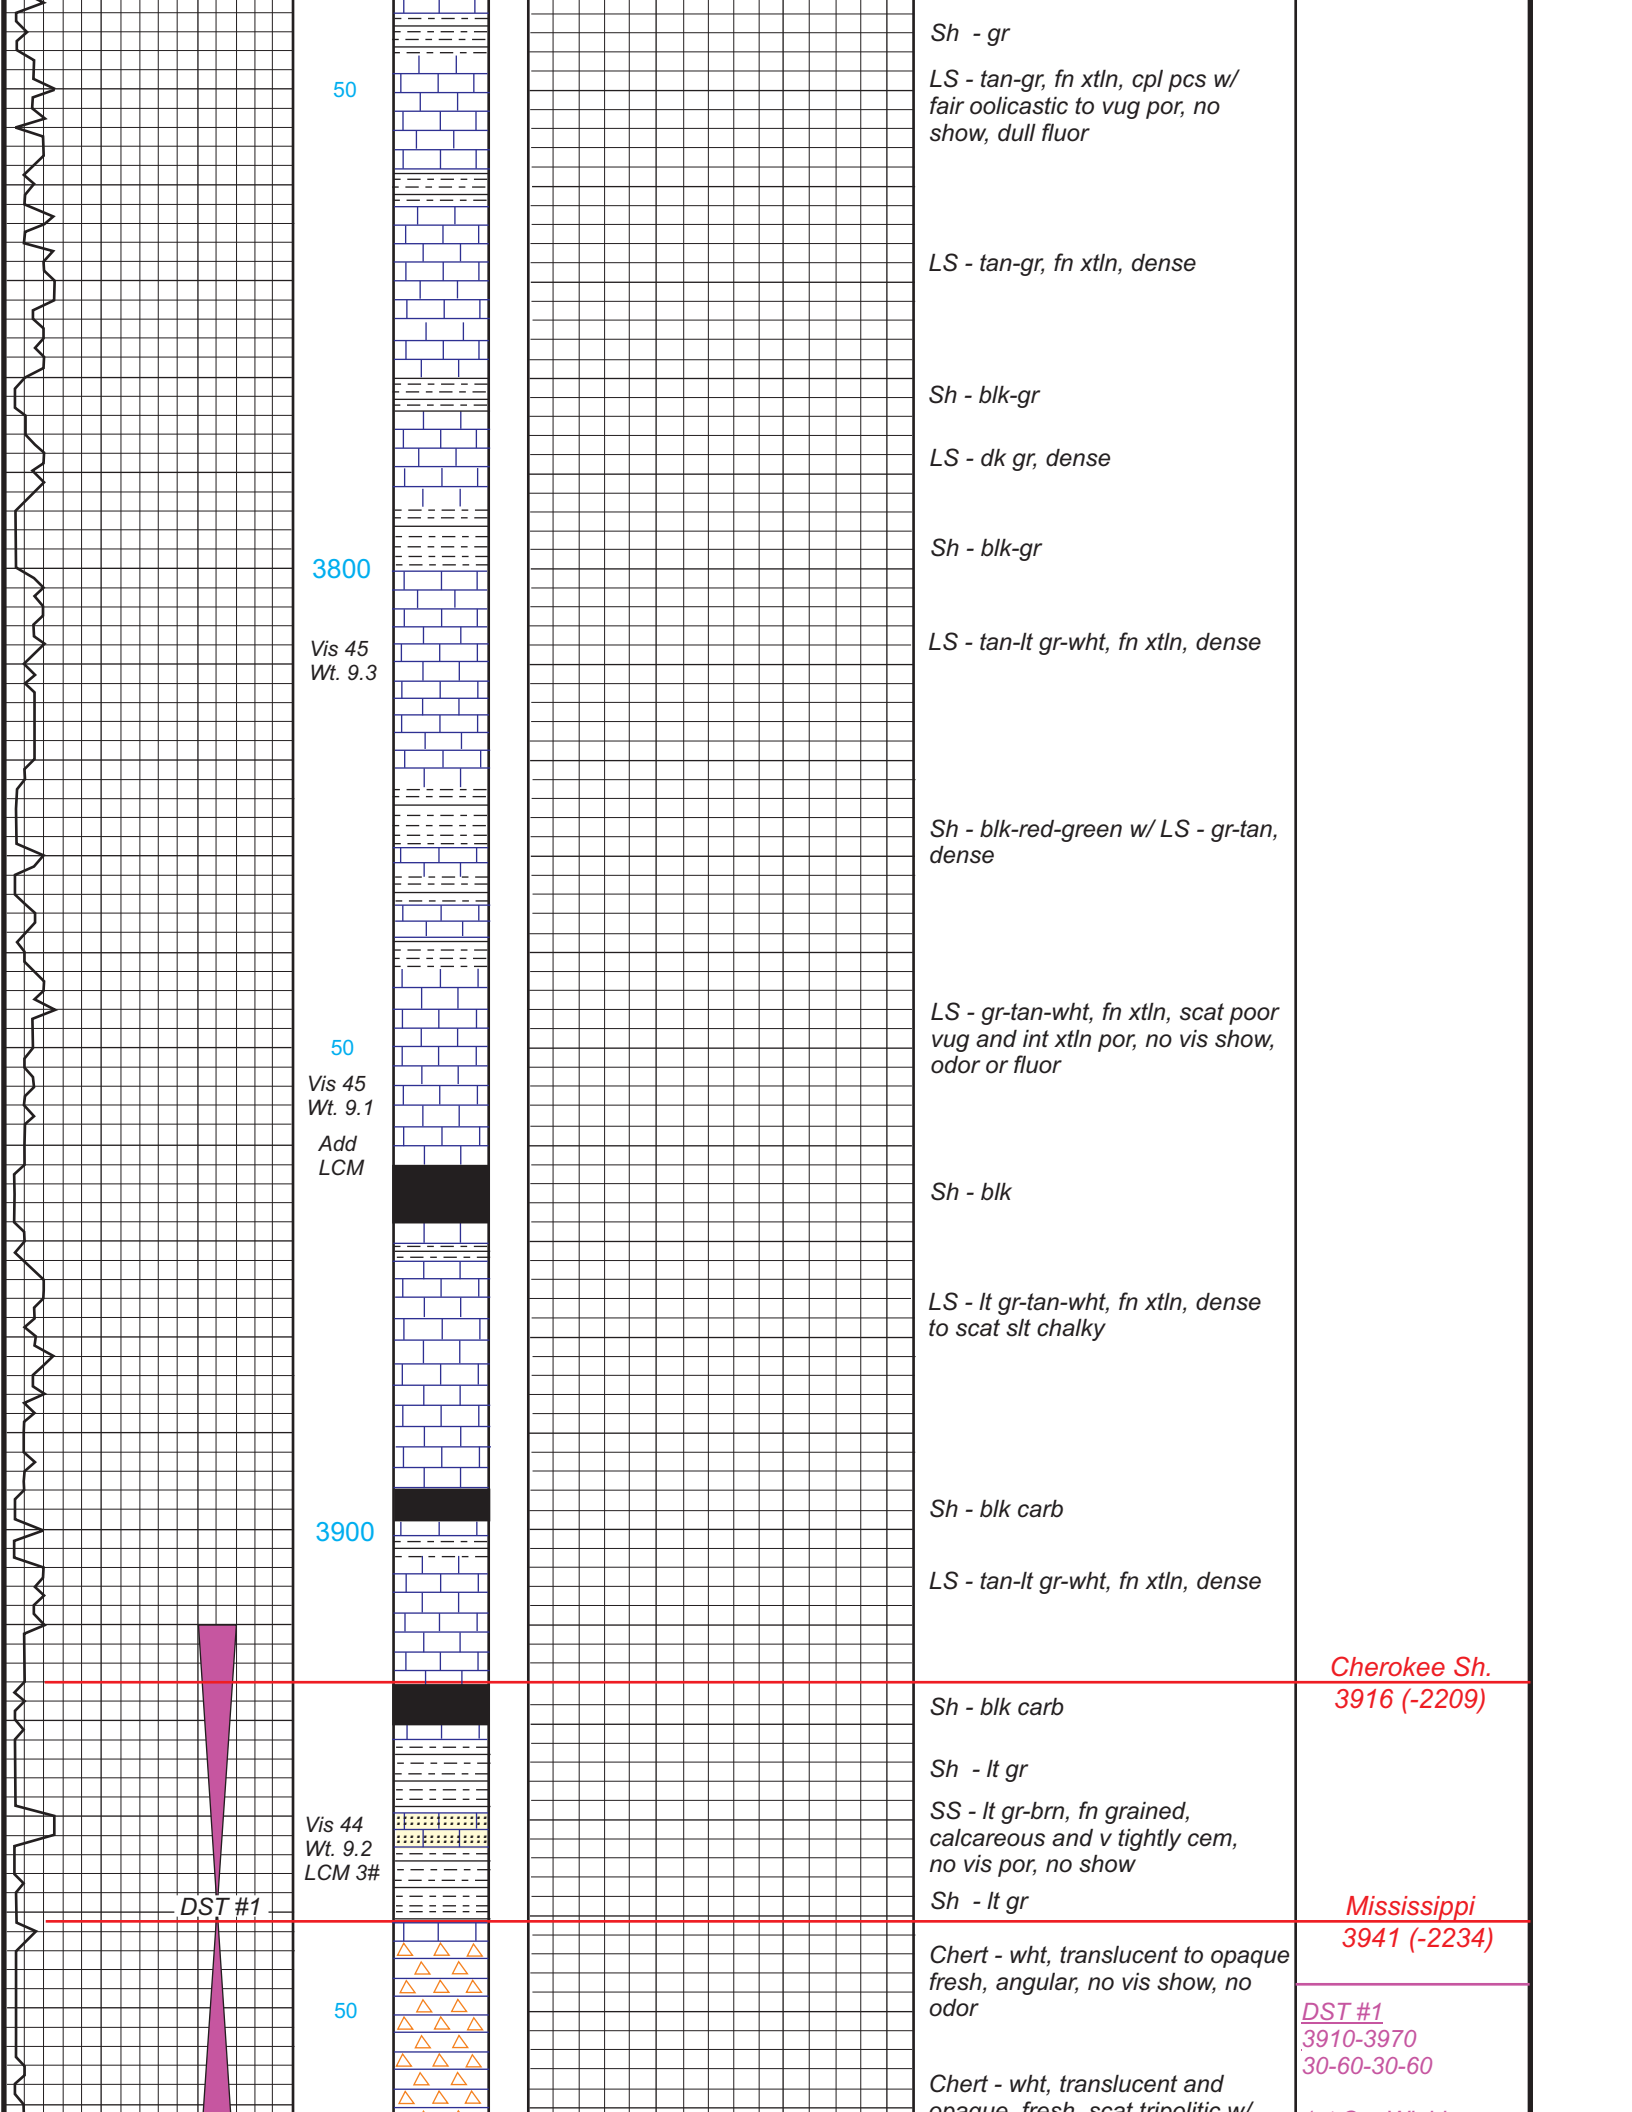 Sh - gr
50
LS - tan-gr, fn xtln, cpl pcs w/
fair oolicastic to vug por, no
show, dull fluor
LS - tan-gr, fn xtln, dense
Sh - blk-gr
LS - dk gr, dense
Sh - blk-gr
3800
Vis 45
Wt. 9.3
LS - tan-lt gr-wht, fn xtln, dense
Sh - blk-red-green w/ LS - gr-tan,
dense
LS - gr-tan-wht, fn xtln, scat poor
vug and int xtln por, no vis show,
odor or fluor
50
Vis 45
Wt. 9.1
Add
LCM
Sh - blk
LS - lt gr-tan-wht, fn xtln, dense
to scat slt chalky
Sh - blk carb
3900
LS - tan-lt gr-wht, fn xtln, dense
Cherokee Sh.
3916 (-2209)
Sh - blk carb
Sh - lt gr
Vis 44
Wt. 9.2
LCM 3#
SS - lt gr-brn, fn grained,
calcareous and v tightly cem,
no vis por, no show
Sh - lt gr
DST #1
Mississippi
3941 (-2234)
Chert - wht, translucent to opaque
fresh, angular, no vis show, no
odor
50
DST #1
3910-3970
30-60-30-60
Chert - wht, translucent and
opaque, fresh, scat tripolitic w/